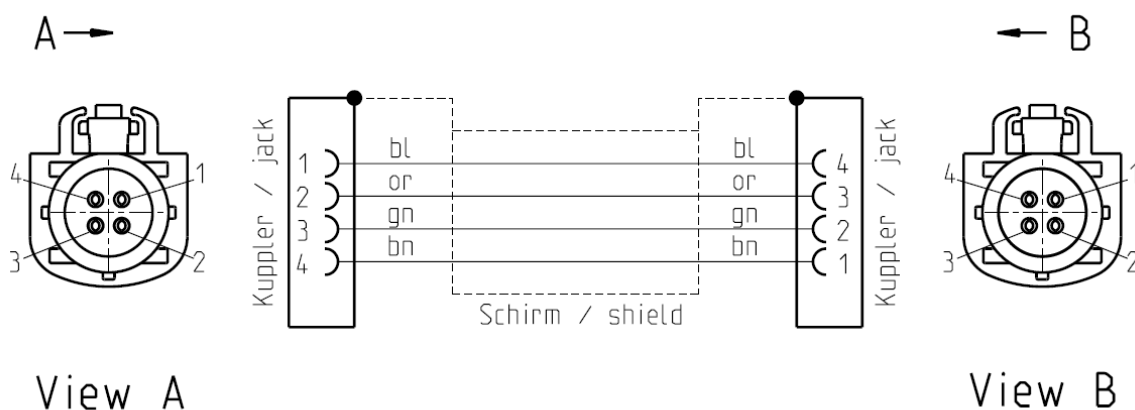 A
B
Kuppler / jack
Kuppler / jack
4
1
3
2
1 bl bl 4
2 or or 3
3 gn gn 2
4 bn bn 1
4
1
3
2
Schirm / shield
View A
View B